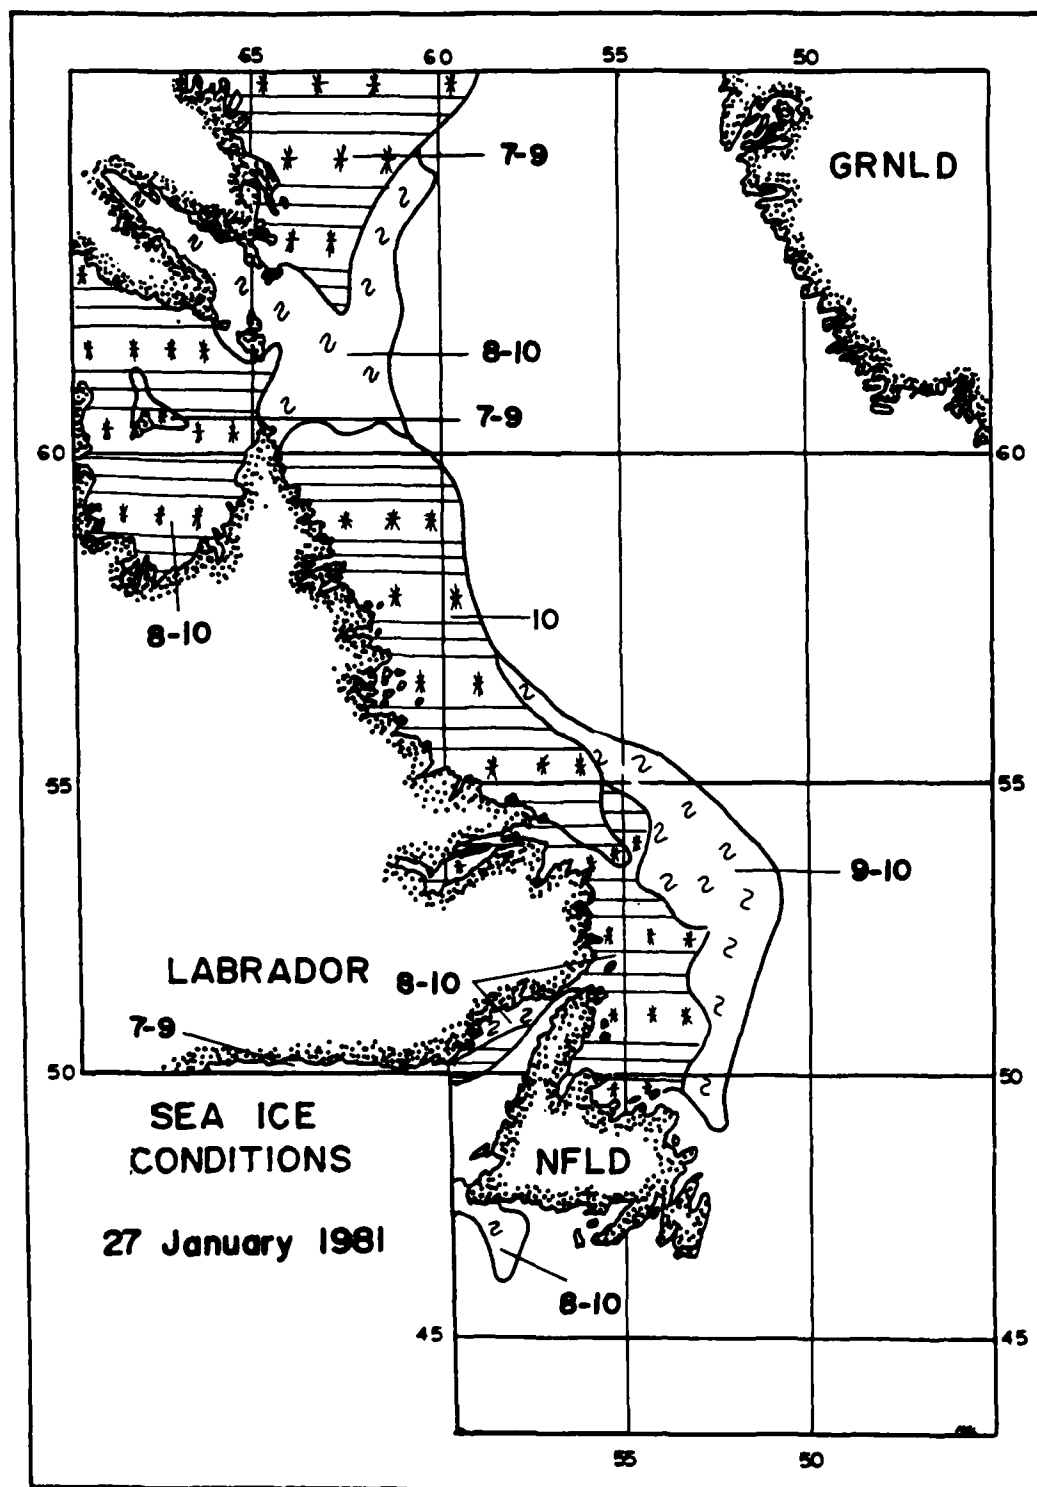 65 60 55 50
7-9
GRNLD
8-10
7-9
60 60
10
8-10
55 55
9-10
LABRADOR
8-10
7-9
50 50
SEA ICE
CONDITIONS
NFLD
27 January 1981
8-10
45 45
55 50